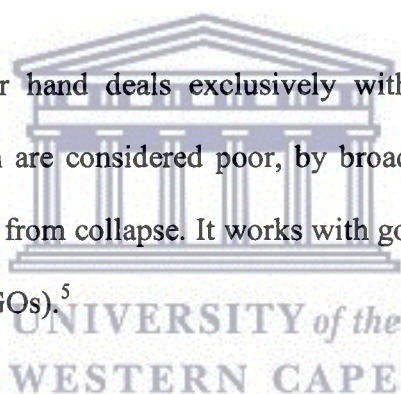 r hand deals exclusively with
are considered poor, by broad
from collapse. It works with go
GOs).⁵
UNIVERSITY of the
WESTERN CAPE